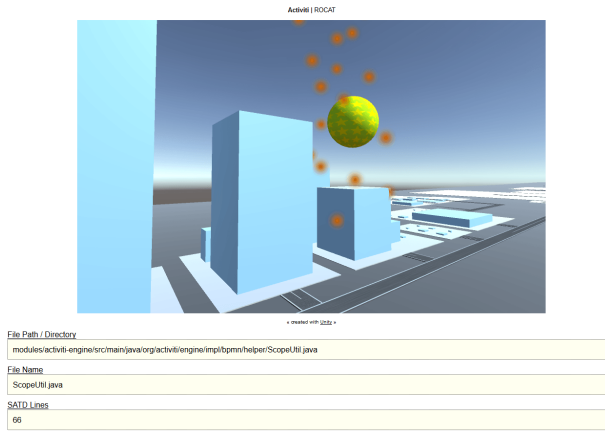 Activiti | ROCAT
« created with Unity »
File Path / Directory
modules/activiti-engine/src/main/java/org/activiti/engine/impl/bpmn/helper/ScopeUtil.java
File Name
ScopeUtil.java
SATD Lines
66